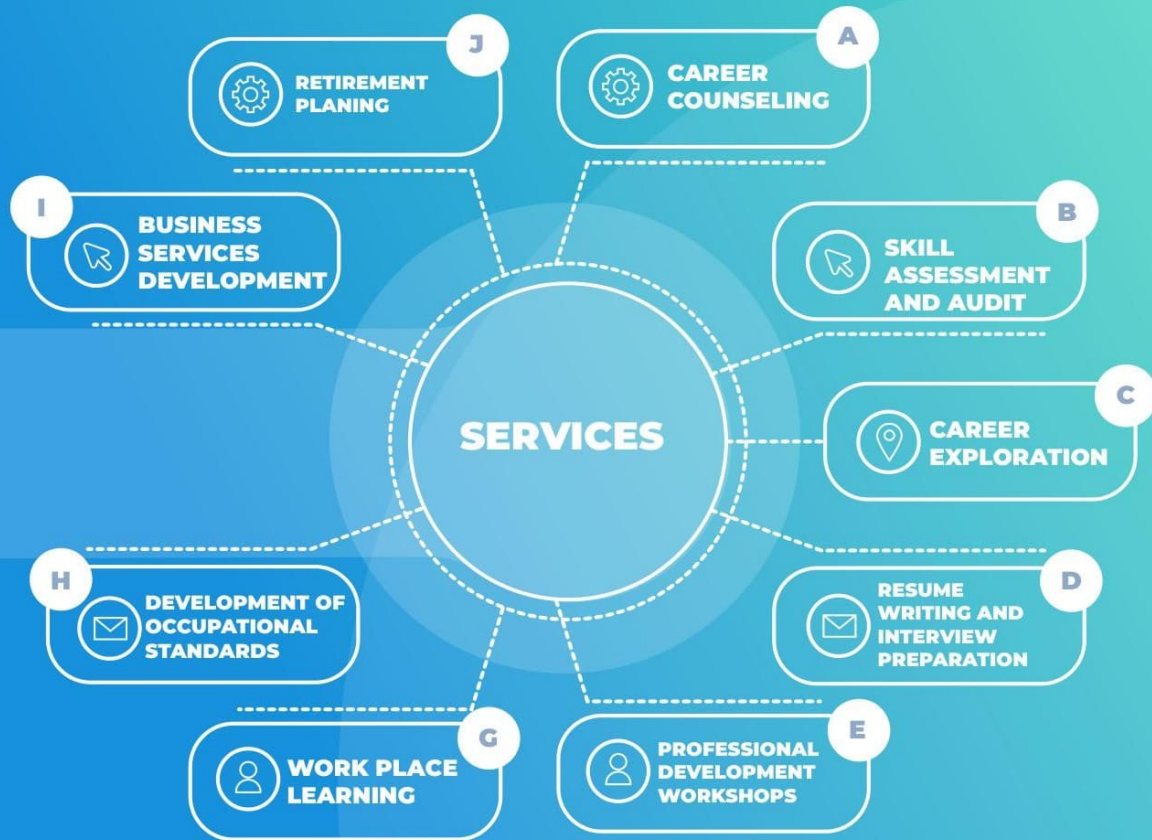 J
RETIREMENT
PLANING
A
CAREER
COUNSELING
I
BUSINESS
SERVICES
DEVELOPMENT
B
SKILL
ASSESSMENT
AND AUDIT
SERVICES
C
CAREER
EXPLORATION
H
DEVELOPMENT OF
OCCUPATIONAL
STANDARDS
D
RESUME
WRITING AND
INTERVIEW
PREPARATION
G
WORK PLACE
LEARNING
E
PROFESSIONAL
DEVELOPMENT
WORKSHOPS